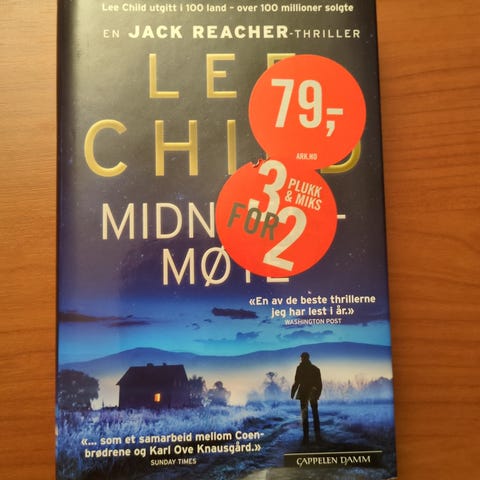 Lee Child utgitt i 100 land – over 100 millioner solgte
EN JACK REACHER-THRILLER
LEE
CHILD
79,-
ARK.NO
3 FOR 2
PLUKK
& MIKS
MØTE
«En av de beste thrillerne
jeg har lest i år.»
WASHINGTON POST
«... som et samarbeid mellom Coen-
brødrene og Karl Ove Knausgård.»
SUNDAY TIMES
CAPPELEN DAMM